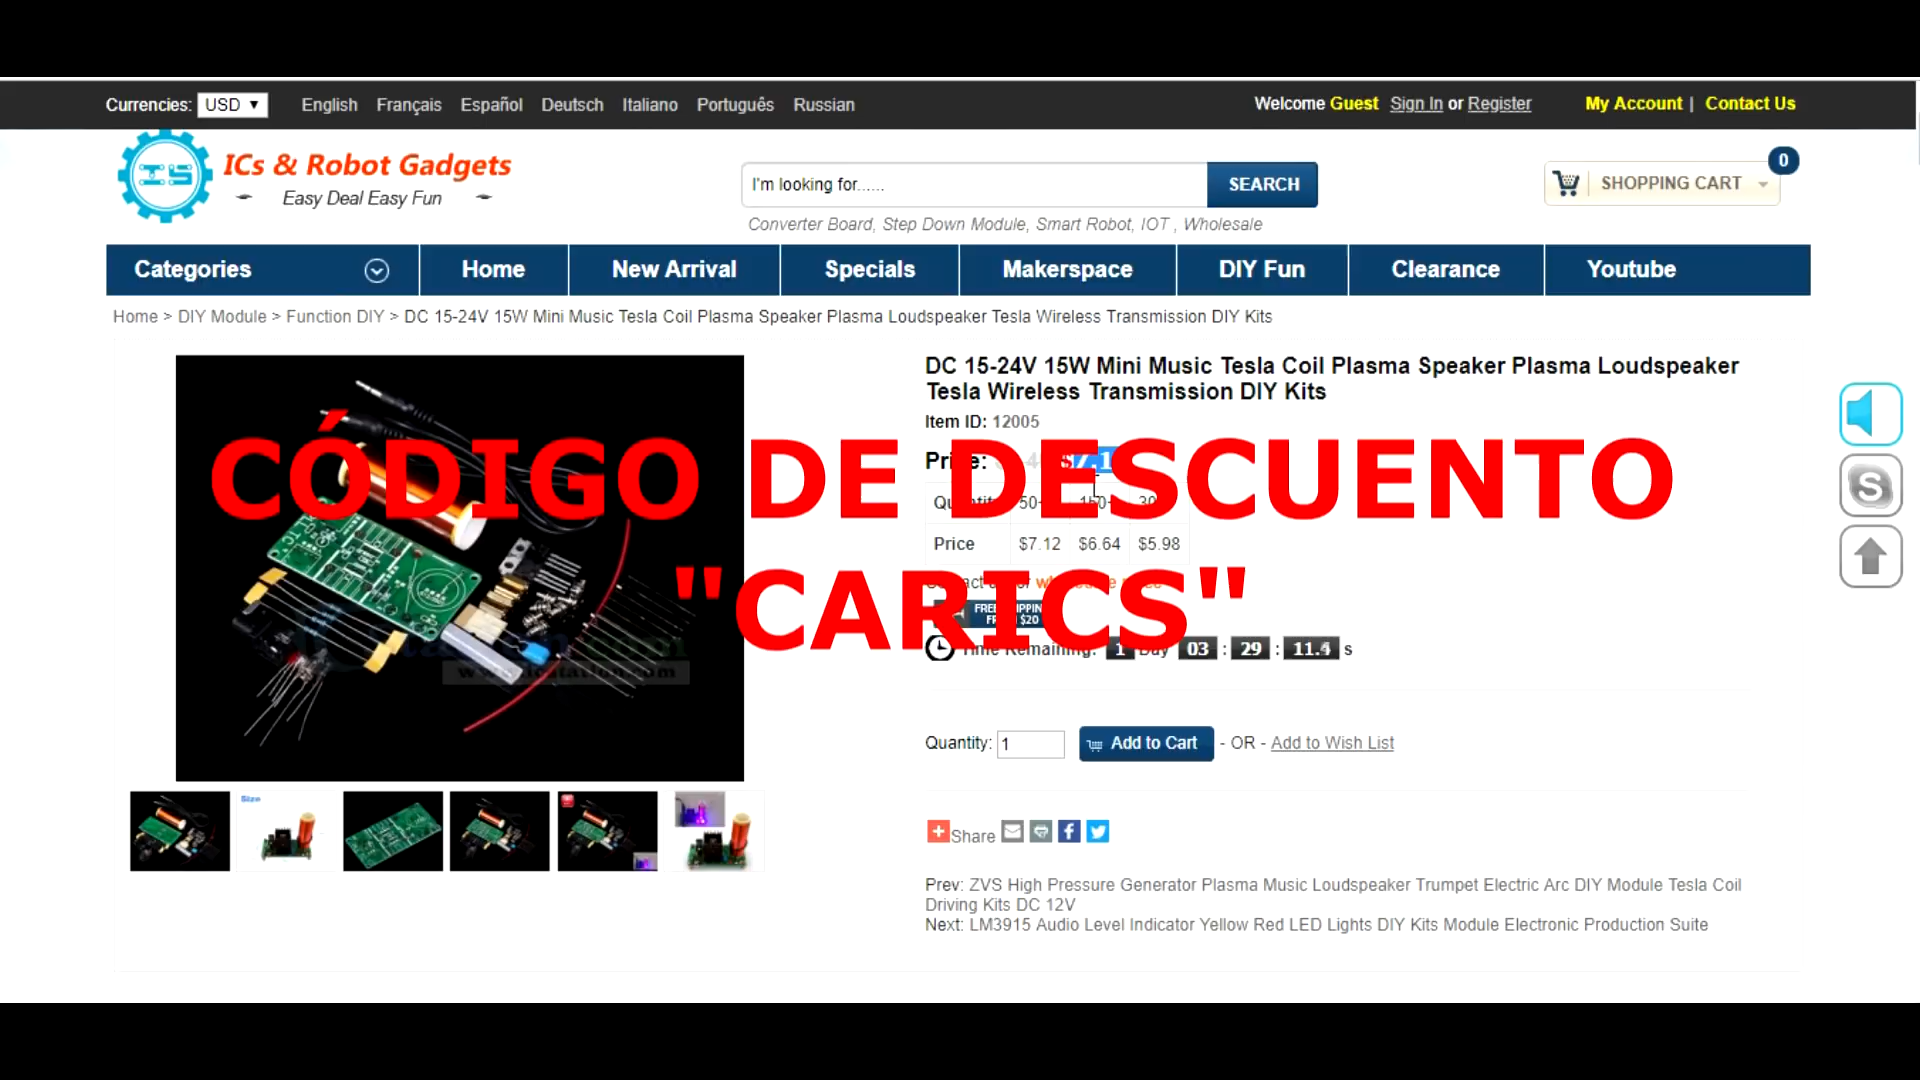 Currencies: USD ▼ English Français Español Deutsch Italiano Português Russian Welcome Guest Sign In or Register My Account | Contact Us
ICs & Robot Gadgets
Easy Deal Easy Fun
I'm looking for...... SEARCH
SHOPPING CART 0
Converter Board, Step Down Module, Smart Robot, IOT , Wholesale
Categories Home New Arrival Specials Makerspace DIY Fun Clearance Youtube
Home > DIY Module > Function DIY > DC 15-24V 15W Mini Music Tesla Coil Plasma Speaker Plasma Loudspeaker Tesla Wireless Transmission DIY Kits
DC 15-24V 15W Mini Music Tesla Coil Plasma Speaker Plasma Loudspeaker
Tesla Wireless Transmission DIY Kits
Item ID: 12005
CÓDIGO DE DESCUENTO
"CARICS"
Price:
Price $7.12 $6.64 $5.98
Time Remaining: 1 Day 03 : 29 : 11.4 s
Quantity: 1 Add to Cart - OR - Add to Wish List
Size
Share
Prev: ZVS High Pressure Generator Plasma Music Loudspeaker Trumpet Electric Arc DIY Module Tesla Coil
Driving Kits DC 12V
Next: LM3915 Audio Level Indicator Yellow Red LED Lights DIY Kits Module Electronic Production Suite